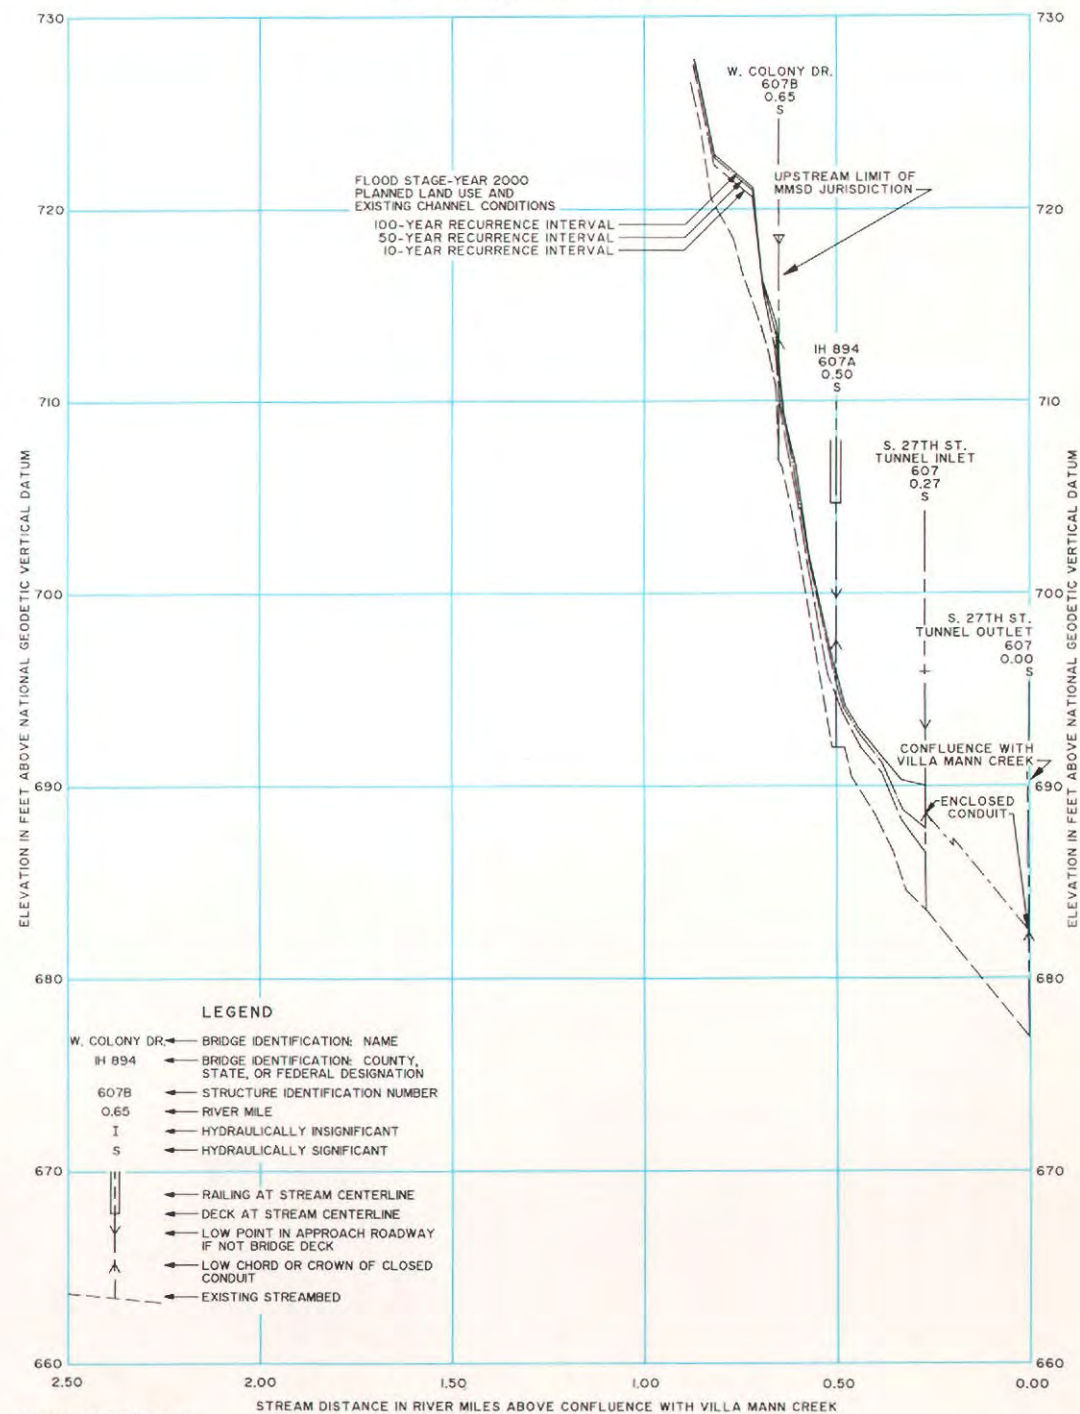 730
730
W. COLONY DR.
607B
0.65
S
UPSTREAM LIMIT OF
MMSD JURISDICTION
FLOOD STAGE-YEAR 2000
PLANNED LAND USE AND
EXISTING CHANNEL CONDITIONS
100-YEAR RECURRENCE INTERVAL
50-YEAR RECURRENCE INTERVAL
10-YEAR RECURRENCE INTERVAL
720
720
IH 894
607A
0.50
S
710
710
S. 27TH ST.
TUNNEL INLET
607
0.27
S
ELEVATION IN FEET ABOVE NATIONAL GEODETIC VERTICAL DATUM
ELEVATION IN FEET ABOVE NATIONAL GEODETIC VERTICAL DATUM
700
700
S. 27TH ST.
TUNNEL OUTLET
607
0.00
S
CONFLUENCE WITH
VILLA MANN CREEK
690
690
ENCLOSED
CONDUIT
680
680
LEGEND
W. COLONY DR. BRIDGE IDENTIFICATION: NAME
IH 894 BRIDGE IDENTIFICATION: COUNTY,
STATE, OR FEDERAL DESIGNATION
607B STRUCTURE IDENTIFICATION NUMBER
0.65 RIVER MILE
I HYDRAULICALLY INSIGNIFICANT
S HYDRAULICALLY SIGNIFICANT
670
670
RAILING AT STREAM CENTERLINE
DECK AT STREAM CENTERLINE
LOW POINT IN APPROACH ROADWAY
IF NOT BRIDGE DECK
LOW CHORD OR CROWN OF CLOSED
CONDUIT
EXISTING STREAMBED
660
660
2.50 2.00 1.50 1.00 0.50 0.00
STREAM DISTANCE IN RIVER MILES ABOVE CONFLUENCE WITH VILLA MANN CREEK